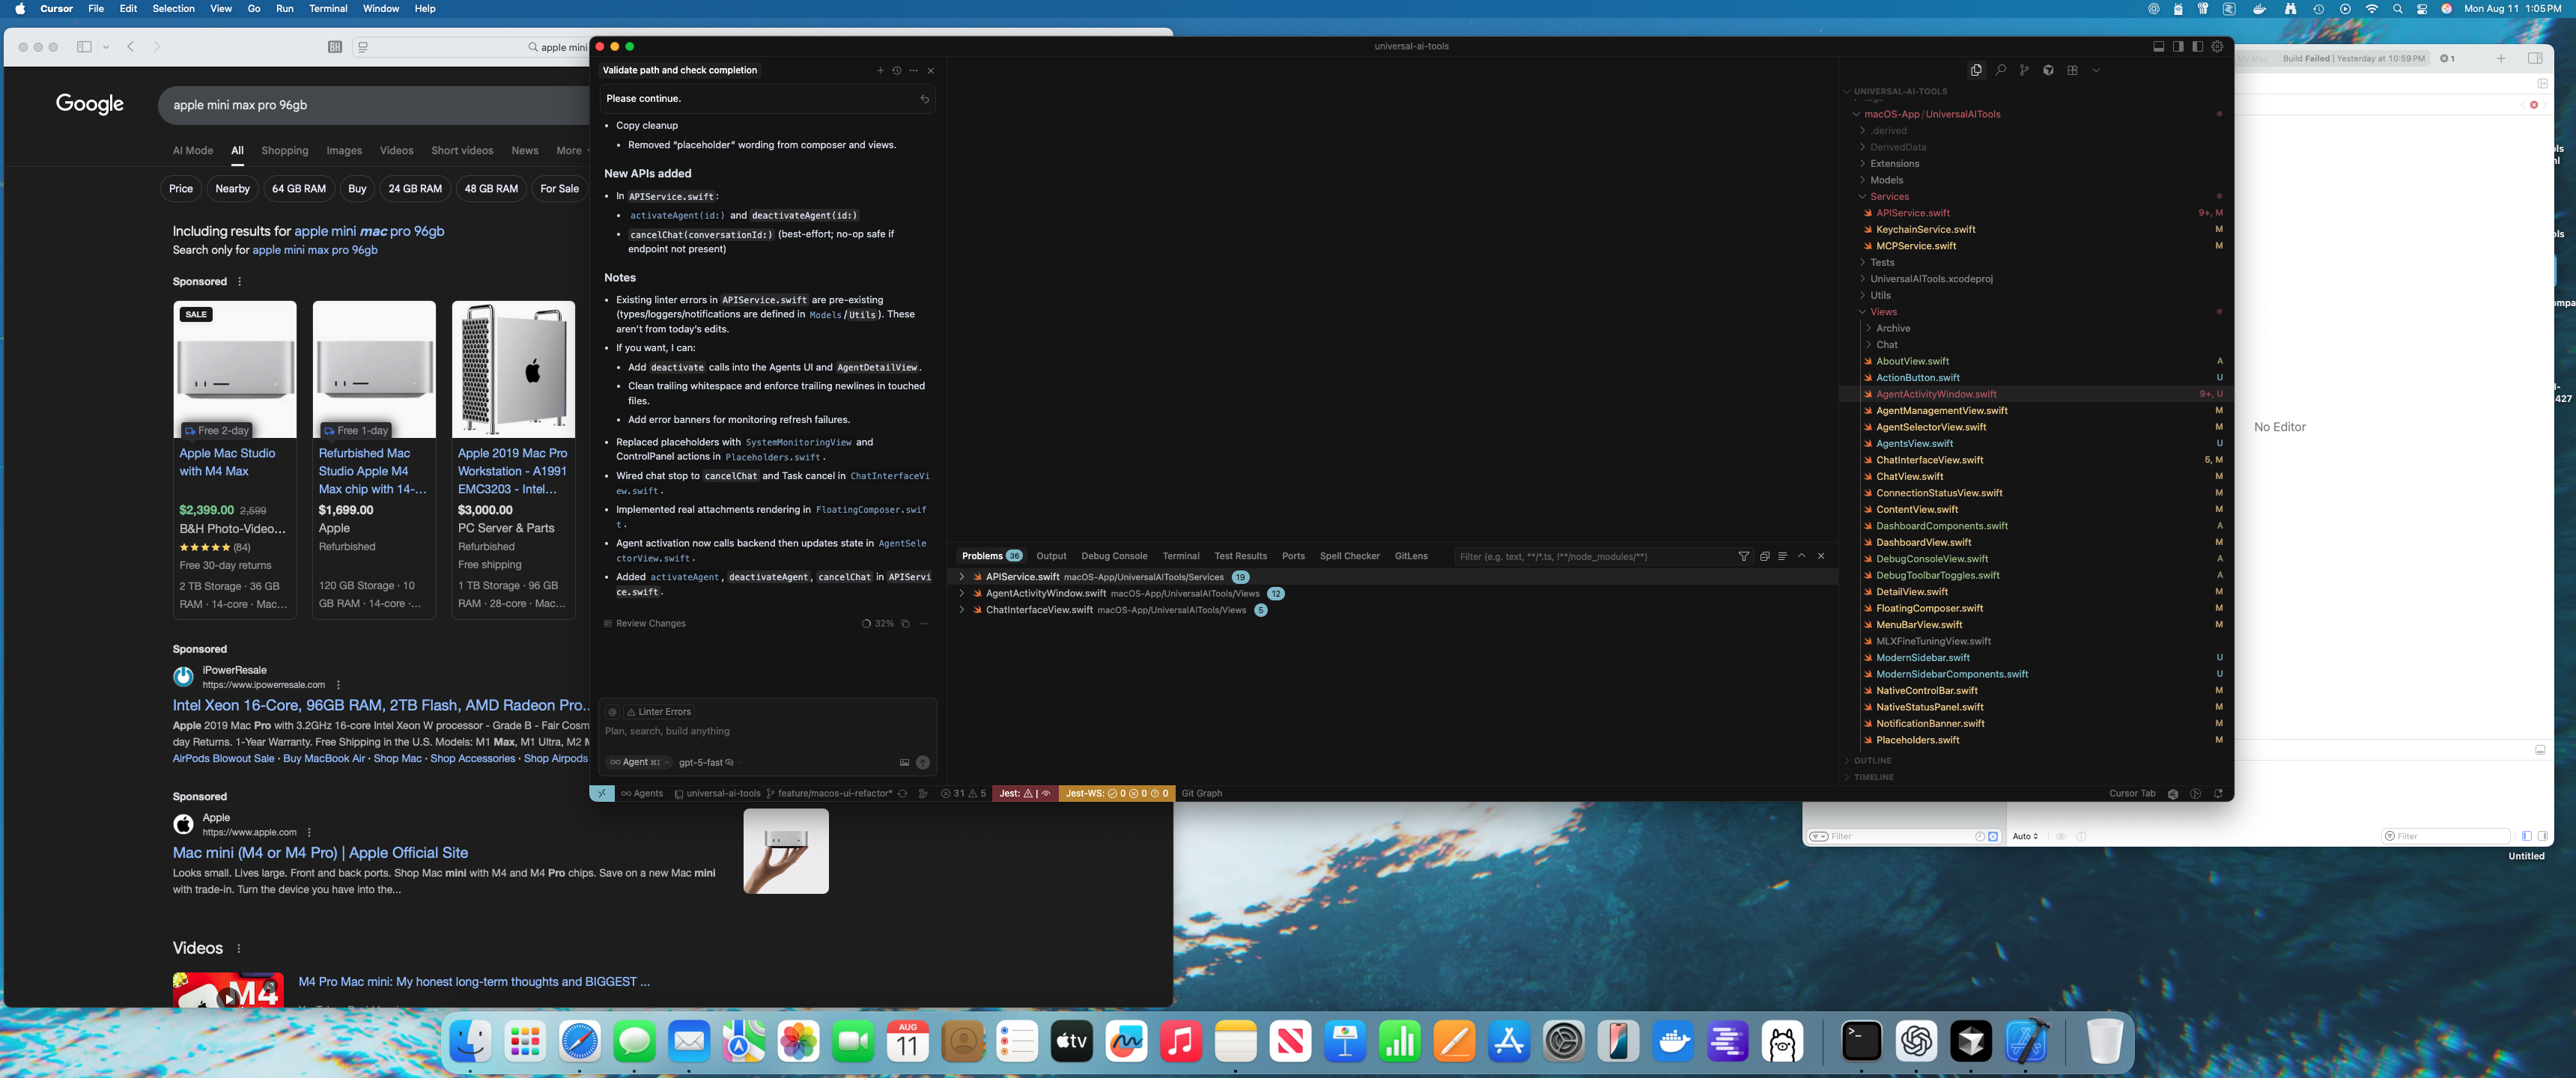 Cursor File Edit Selection View Go Run Terminal Window Help
Mon Aug 11 1:05 PM
BH
apple mini
Google
apple mini max pro 96gb
AI Mode All Shopping Images Videos Short videos News More
Price Nearby 64 GB RAM Buy 24 GB RAM 48 GB RAM For Sale
Including results for apple mini mac pro 96gb
Search only for apple mini max pro 96gb
Sponsored
SALE
Free 2-day
Apple Mac Studio
with M4 Max
$2,399.00 2,599
B&H Photo-Video...
★★★★★ (84)
Free 30-day returns
2 TB Storage · 36 GB
RAM · 14-core · Mac...
Free 1-day
Refurbished Mac
Studio Apple M4
Max chip with 14-...
$1,699.00
Apple
Refurbished
120 GB Storage · 10
GB RAM · 14-core ·...
Apple 2019 Mac Pro
Workstation - A1991
EMC3203 - Intel...
$3,000.00
PC Server & Parts
Refurbished
Free shipping
1 TB Storage · 96 GB
RAM · 28-core · Mac...
Sponsored
iPowerResale
https://www.ipowerresale.com
Intel Xeon 16-Core, 96GB RAM, 2TB Flash, AMD Radeon Pro...
Apple 2019 Mac Pro with 3.2GHz 16-core Intel Xeon W processor - Grade B - Fair Cosm
day Returns. 1-Year Warranty. Free Shipping in the U.S. Models: M1 Max, M1 Ultra, M2 M
AirPods Blowout Sale · Buy MacBook Air · Shop Mac · Shop Accessories · Shop Airpods
Sponsored
Apple
https://www.apple.com
Mac mini (M4 or M4 Pro) | Apple Official Site
Looks small. Lives large. Front and back ports. Shop Mac mini with M4 and M4 Pro chips. Save on a new Mac mini
with trade-in. Turn the device you have into the...
Videos
M4
M4 Pro Mac mini: My honest long-term thoughts and BIGGEST ...
universal-ai-tools
Validate path and check completion
Please continue.
• Copy cleanup
• Removed "placeholder" wording from composer and views.
New APIs added
• In APIService.swift:
• activateAgent(id:) and deactivateAgent(id:)
• cancelChat(conversationId:) (best-effort; no-op safe if
endpoint not present)
Notes
• Existing linter errors in APIService.swift are pre-existing
(types/loggers/notifications are defined in Models/Utils). These
aren't from today's edits.
• If you want, I can:
• Add deactivate calls into the Agents UI and AgentDetailView.
• Clean trailing whitespace and enforce trailing newlines in touched
files.
• Add error banners for monitoring refresh failures.
• Replaced placeholders with SystemMonitoringView and
ControlPanel actions in Placeholders.swift.
• Wired chat stop to cancelChat and Task cancel in ChatInterfaceVi
ew.swift.
• Implemented real attachments rendering in FloatingComposer.swif
t.
• Agent activation now calls backend then updates state in AgentSele
ctorView.swift.
• Added activateAgent, deactivateAgent, cancelChat in APIServi
ce.swift.
Review Changes 32%
@ Linter Errors
Plan, search, build anything
Agent ⌘I gpt-5-fast
Problems 36 Output Debug Console Terminal Test Results Ports Spell Checker GitLens
Filter (e.g. text, **/*.ts, !**/node_modules/**)
APIService.swift macOS-App/UniversalAITools/Services 19
AgentActivityWindow.swift macOS-App/UniversalAITools/Views 12
ChatInterfaceView.swift macOS-App/UniversalAITools/Views 5
UNIVERSAL-AI-TOOLS
macOS-App/UniversalAITools
.derived
DerivedData
Extensions
Models
Services
APIService.swift 9+, M
KeychainService.swift M
MCPService.swift M
Tests
UniversalAITools.xcodeproj
Utils
Views
Archive
Chat
AboutView.swift A
ActionButton.swift U
AgentActivityWindow.swift 9+, U
AgentManagementView.swift M
AgentSelectorView.swift M
AgentsView.swift U
ChatInterfaceView.swift 5, M
ChatView.swift M
ConnectionStatusView.swift M
ContentView.swift M
DashboardComponents.swift A
DashboardView.swift M
DebugConsoleView.swift A
DebugToolbarToggles.swift A
DetailView.swift M
FloatingComposer.swift M
MenuBarView.swift M
MLXFineTuningView.swift
ModernSidebar.swift U
ModernSidebarComponents.swift U
NativeControlBar.swift M
NativeStatusPanel.swift M
NotificationBanner.swift M
Placeholders.swift M
OUTLINE
TIMELINE
Agents universal-ai-tools feature/macos-ui-refactor* 31 5 Jest: | Jest-WS: 0 0 0 Git Graph
Cursor Tab
Build Failed | Yesterday at 10:59 PM 1
No Editor
427
Filter
Auto
Filter
Untitled
AUG
11
tv